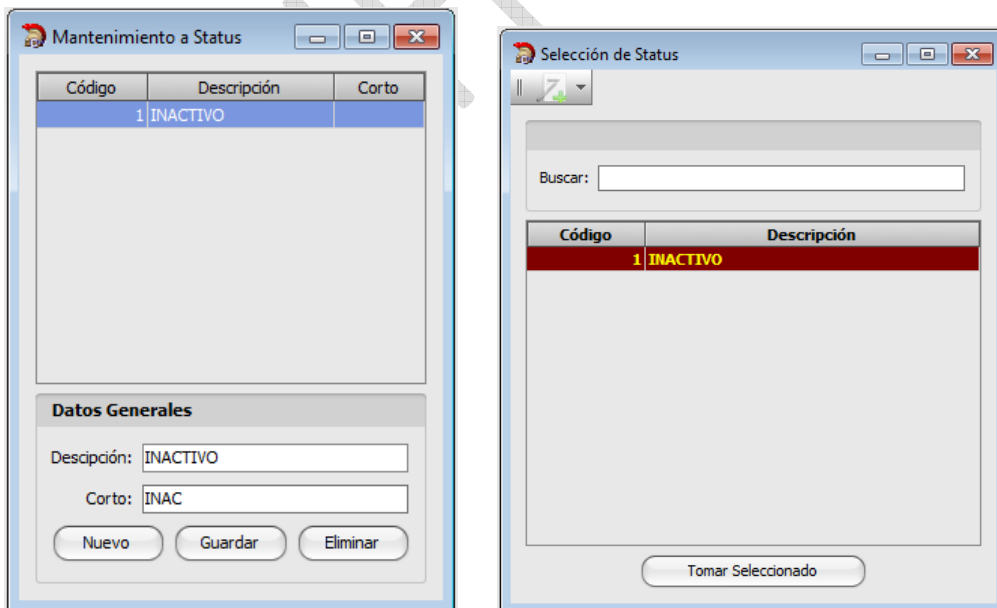 Mantenimiento a Status
Código Descripción Corto
1 INACTIVO
Datos Generales
Descipción: INACTIVO
Corto: INAC
Nuevo Guardar Eliminar
Selección de Status
Buscar:
Código Descripción
1 INACTIVO
Tomar Seleccionado